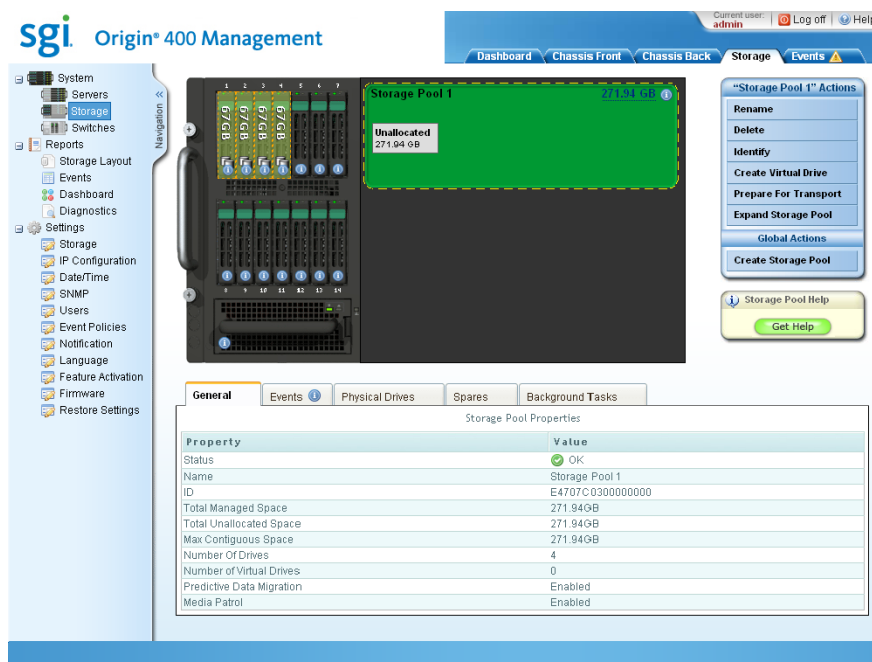 sgi Origin® 400 Management
Current user: admin
Log off
Help
Dashboard
Chassis Front
Chassis Back
Storage
Events
System
Servers
Storage
Switches
Reports
Storage Layout
Events
Dashboard
Diagnostics
Settings
Storage
IP Configuration
Date/Time
SNMP
Users
Event Policies
Notification
Language
Feature Activation
Firmware
Restore Settings
Navigation
1 2 3 4 5 6 7
67GB 67GB 67GB 67GB
8 9 10 11 12 13 14
Storage Pool 1
271.94 GB
Unallocated
271.94 GB
"Storage Pool 1" Actions
Rename
Delete
Identify
Create Virtual Drive
Prepare For Transport
Expand Storage Pool
Global Actions
Create Storage Pool
Storage Pool Help
Get Help
General
Events
Physical Drives
Spares
Background Tasks
Storage Pool Properties
Property Value
Status OK
Name Storage Pool 1
ID E4707C0300000000
Total Managed Space 271.94GB
Total Unallocated Space 271.94GB
Max Contiguous Space 271.94GB
Number Of Drives 4
Number of Virtual Drives 0
Predictive Data Migration Enabled
Media Patrol Enabled